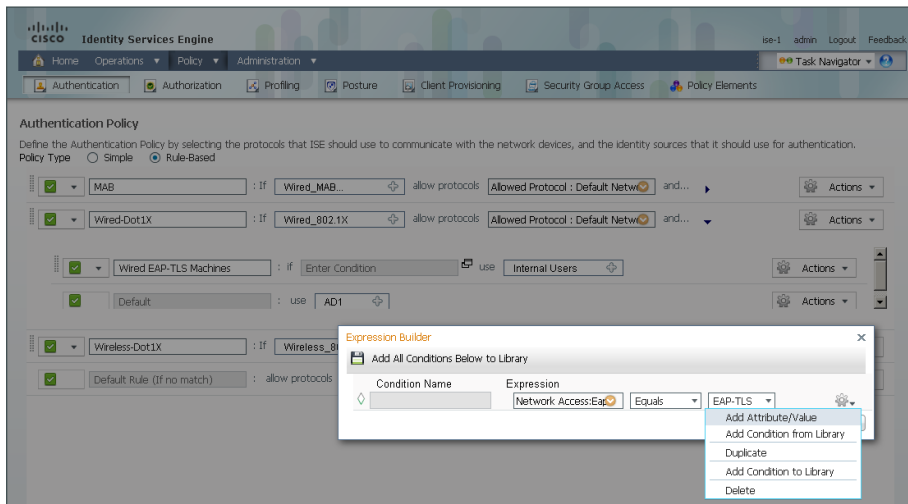 CISCO Identity Services Engine
ise-1 admin Logout Feedback
Home Operations Policy Administration
Task Navigator
Authentication Authorization Profiling Posture Client Provisioning Security Group Access Policy Elements
Authentication Policy
Define the Authentication Policy by selecting the protocols that ISE should use to communicate with the network devices, and the identity sources that it should use for authentication.
Policy Type Simple Rule-Based
MAB : If Wired_MAB... allow protocols Allowed Protocol : Default Netw and... Actions
Wired-Dot1X : If Wired_802.1X allow protocols Allowed Protocol : Default Netw and... Actions
Wired EAP-TLS Machines : if Enter Condition use Internal Users Actions
Default : use AD1 Actions
Wireless-Dot1X : If Wireless_8
Default Rule (If no match) : allow protocols
Expression Builder
Add All Conditions Below to Library
Condition Name Expression
Network Access:Eap Equals EAP-TLS
Add Attribute/Value
Add Condition from Library
Duplicate
Add Condition to Library
Delete